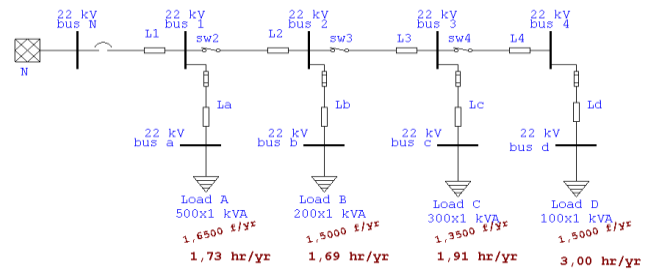 22 kV 22 kV 22 kV 22 kV 22 kV
bus N bus 1 bus 2 bus 3 bus 4
L1 sw2 L2 sw3 L3 sw4 L4
N
La Lb Lc Ld
22 kV 22 kV 22 kV 22 kV
bus a bus b bus c bus d
Load A Load B Load C Load D
500x1 kVA 200x1 kVA 300x1 kVA 100x1 kVA
1,6500 f/yr 1,5000 f/yr 1,3500 f/yr 1,5000 f/yr
1,73 hr/yr 1,69 hr/yr 1,91 hr/yr 3,00 hr/yr